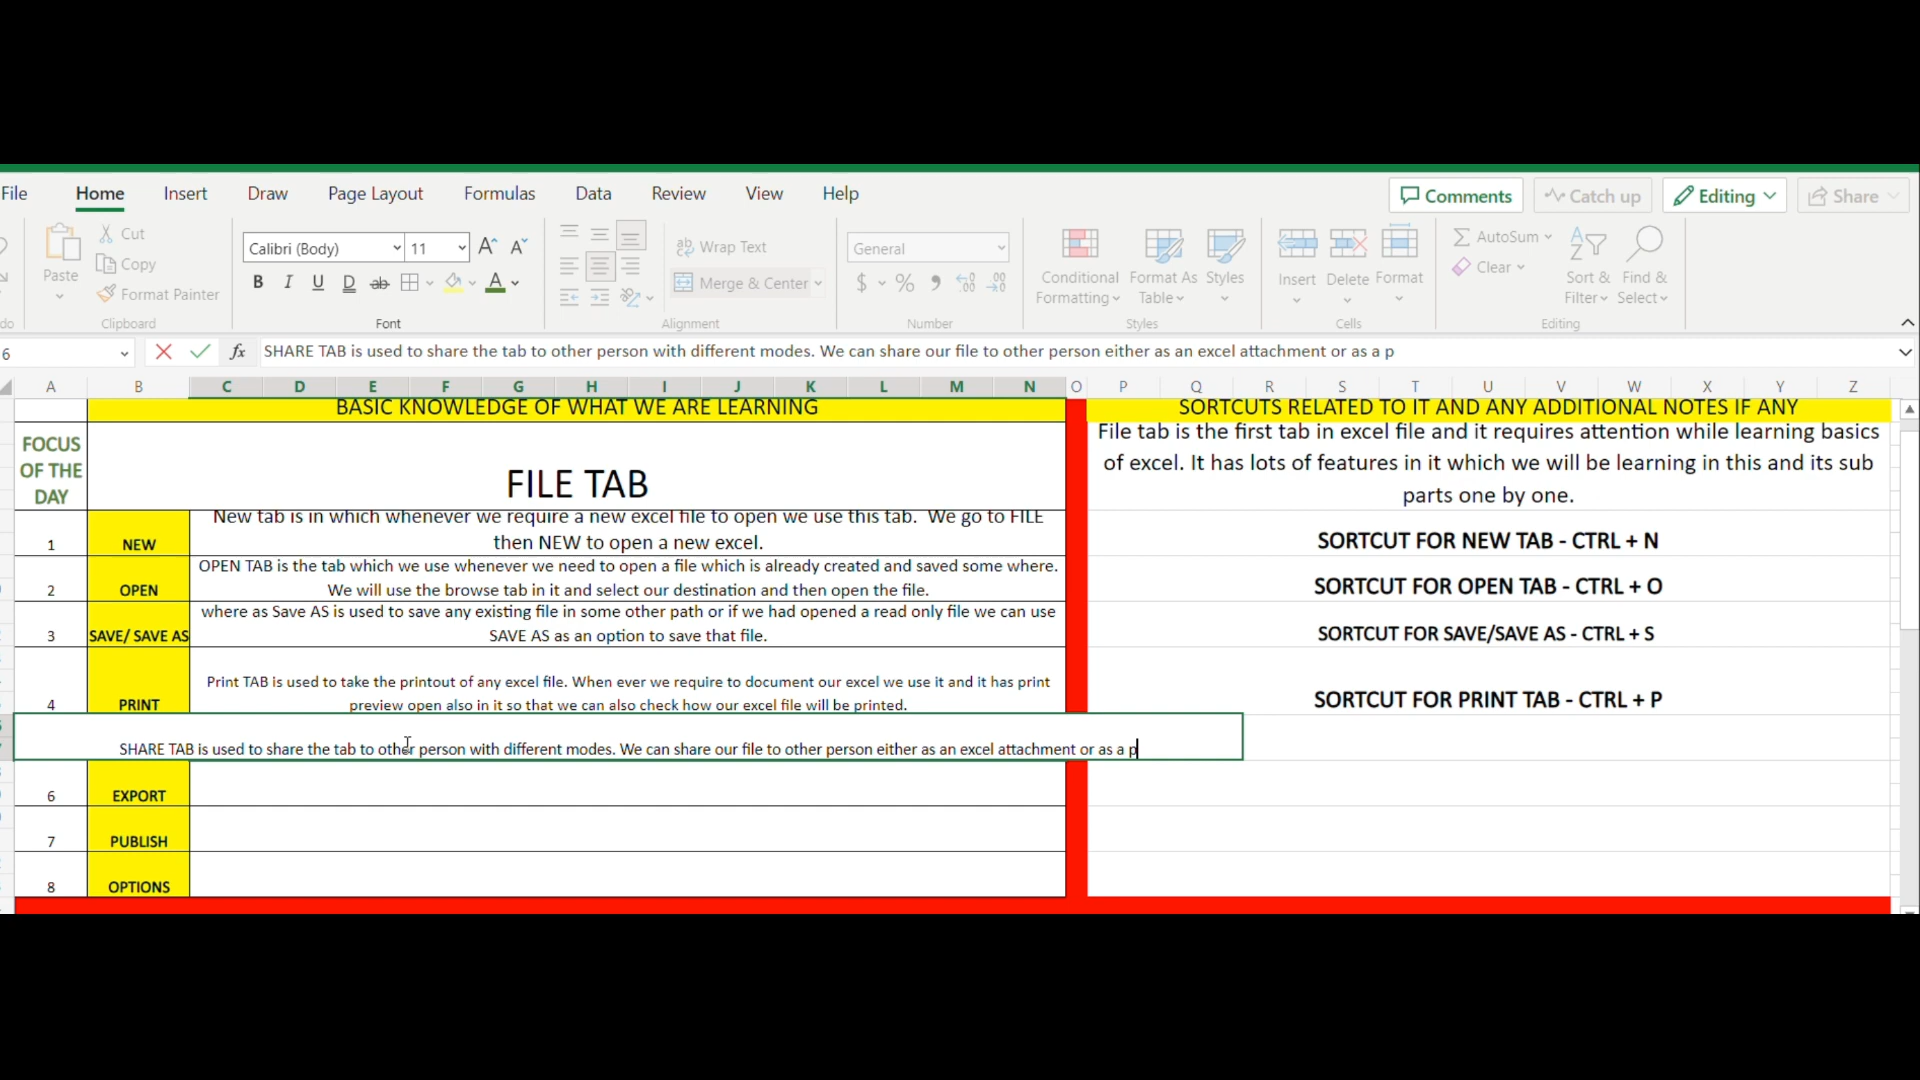 File Home Insert Draw Page Layout Formulas Data Review View Help Comments Catch up Editing Share
Paste Cut Copy Format Painter Clipboard
Calibri (Body) 11 B I U D ab A Font
Wrap Text Merge & Center Alignment
General $ % Number
Conditional Formatting Format As Table Styles Styles
Insert Delete Format Cells
AutoSum Clear Sort & Filter Find & Select Editing
6 fx SHARE TAB is used to share the tab to other person with different modes. We can share our file to other person either as an excel attachment or as a p
A B C D E F G H I J K L M N O P Q R S T U V W X Y Z
BASIC KNOWLEDGE OF WHAT WE ARE LEARNING
SORTCUTS RELATED TO IT AND ANY ADDITIONAL NOTES IF ANY
FOCUS
OF THE
DAY
FILE TAB
File tab is the first tab in excel file and it requires attention while learning basics
of excel. It has lots of features in it which we will be learning in this and its sub
parts one by one.
1 NEW
New tab is in which whenever we require a new excel file to open we use this tab. We go to FILE
then NEW to open a new excel.
SORTCUT FOR NEW TAB - CTRL + N
2 OPEN
OPEN TAB is the tab which we use whenever we need to open a file which is already created and saved some where.
We will use the browse tab in it and select our destination and then open the file.
SORTCUT FOR OPEN TAB - CTRL + O
3 SAVE/ SAVE AS
where as Save AS is used to save any existing file in some other path or if we had opened a read only file we can use
SAVE AS as an option to save that file.
SORTCUT FOR SAVE/SAVE AS - CTRL + S
4 PRINT
Print TAB is used to take the printout of any excel file. When ever we require to document our excel we use it and it has print
preview open also in it so that we can also check how our excel file will be printed.
SORTCUT FOR PRINT TAB - CTRL + P
SHARE TAB is used to share the tab to other person with different modes. We can share our file to other person either as an excel attachment or as a p
6 EXPORT
7 PUBLISH
8 OPTIONS